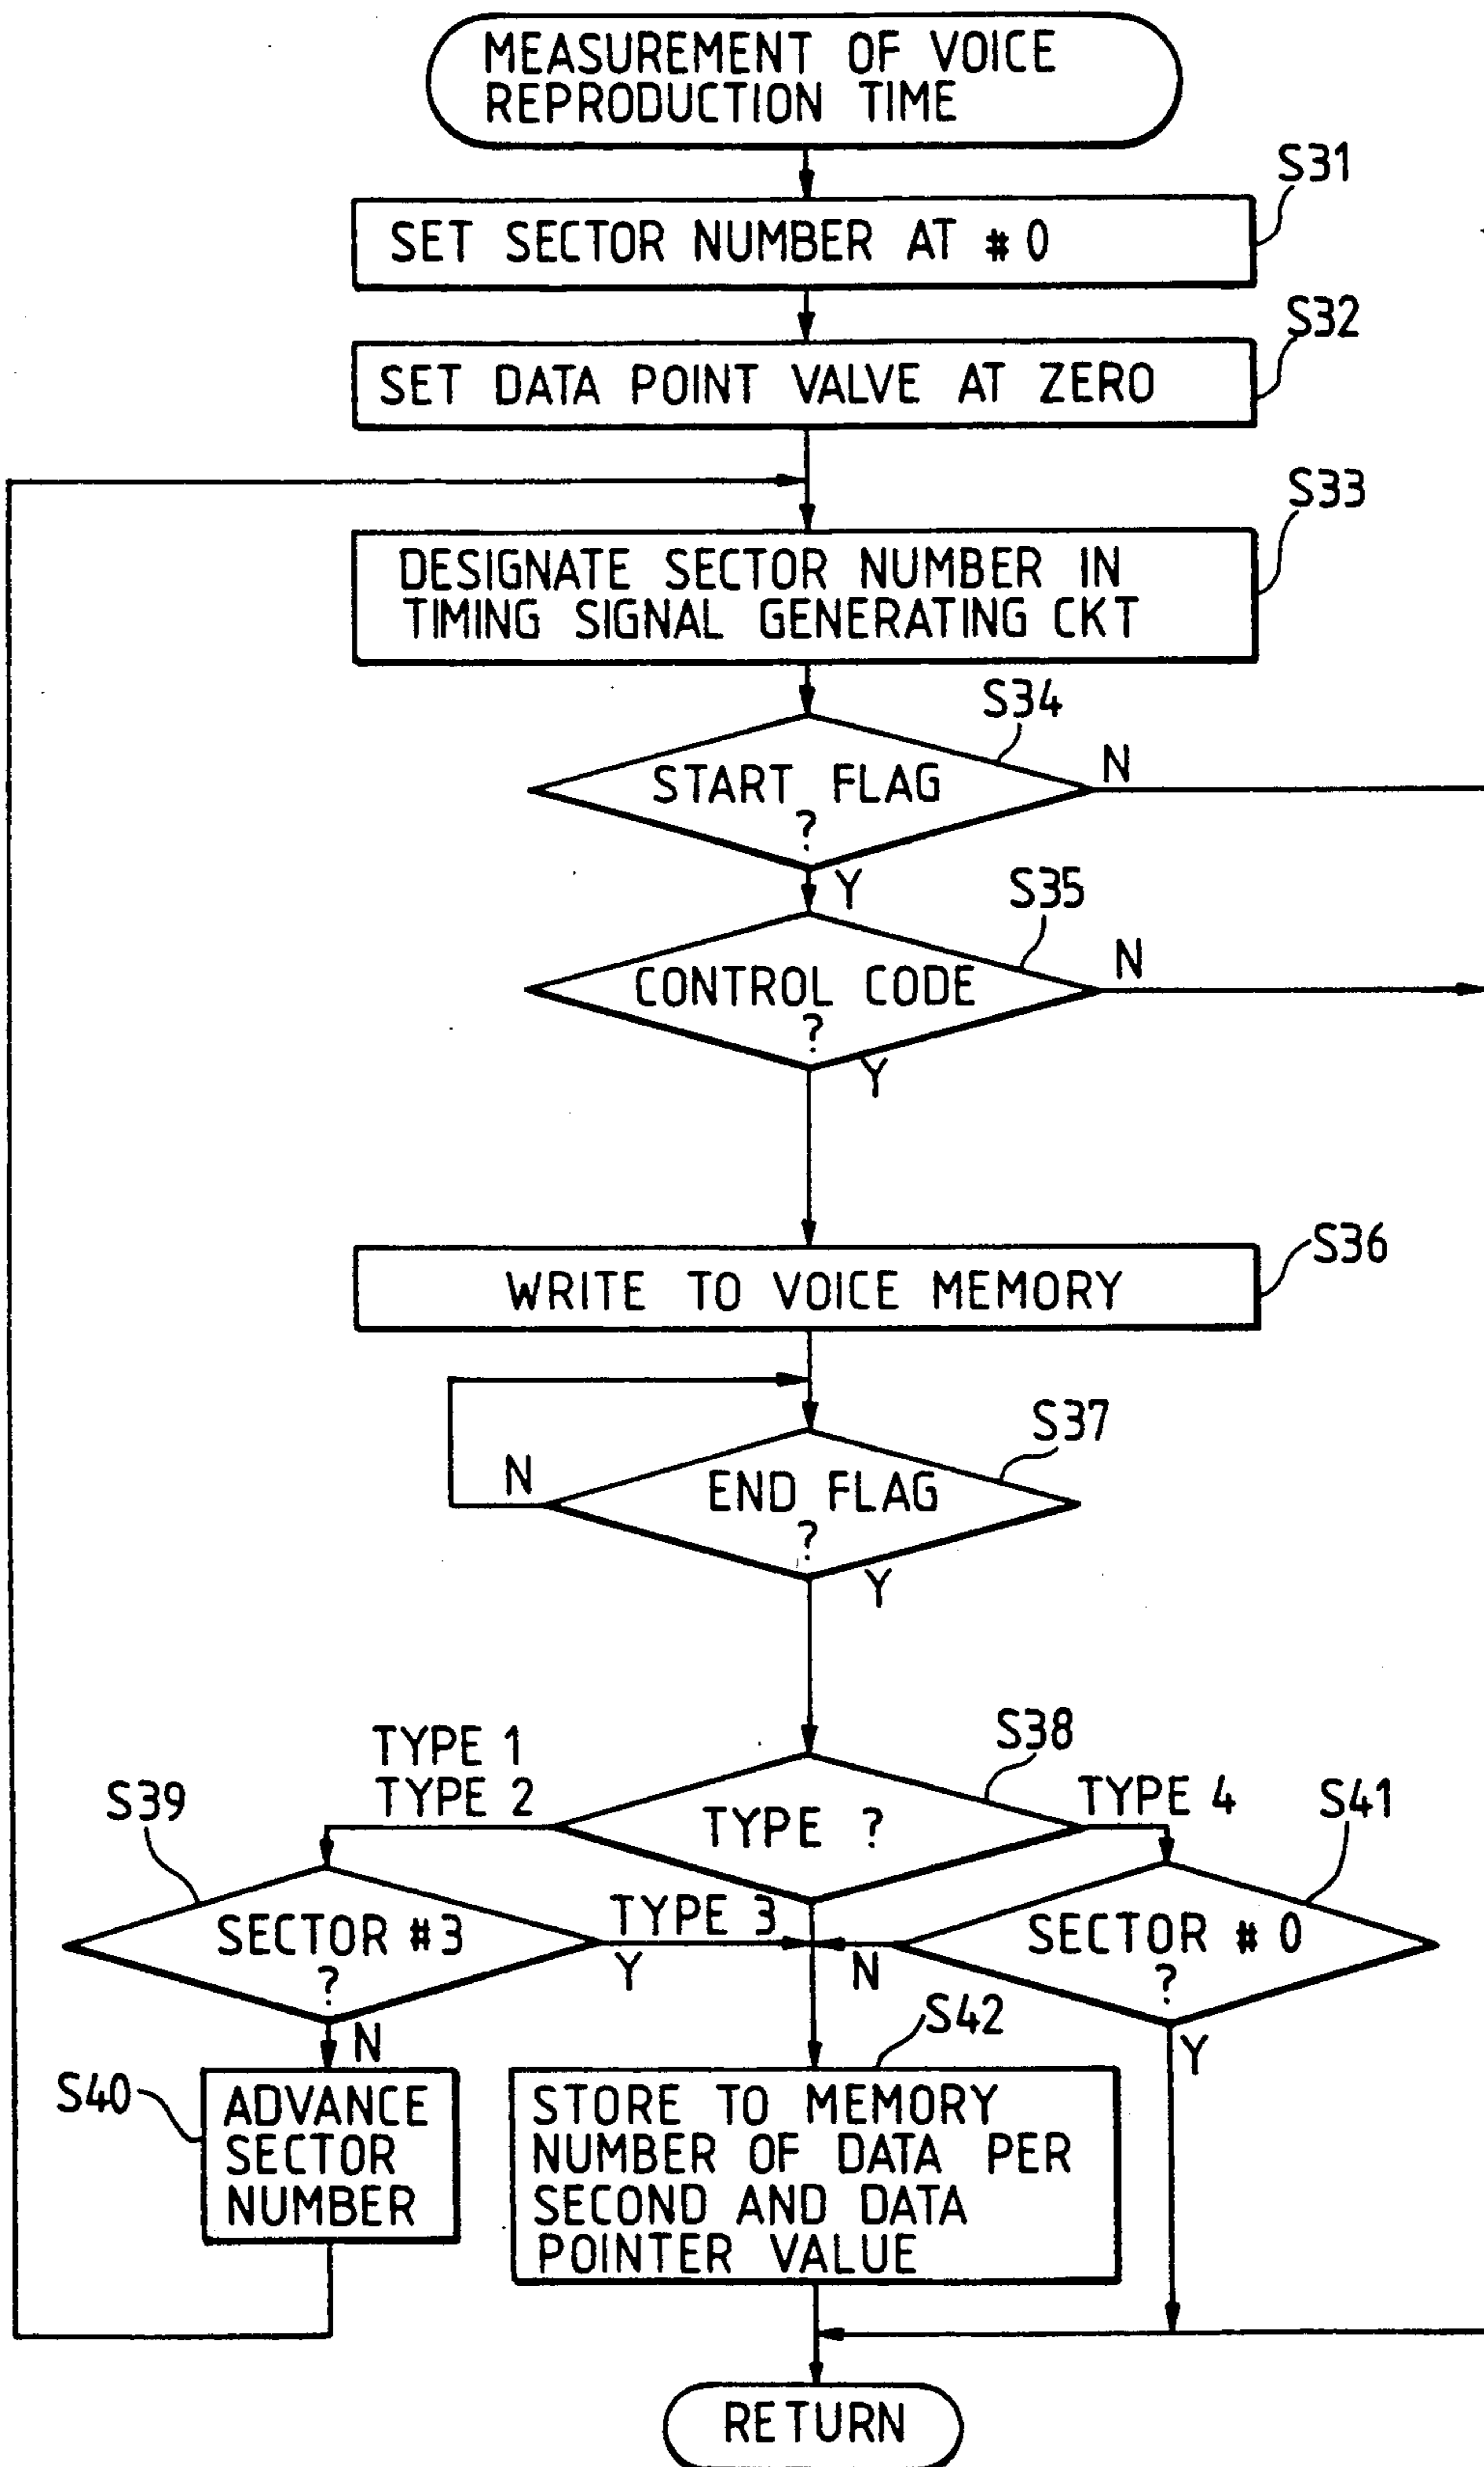 MEASUREMENT OF VOICE
REPRODUCTION TIME
S31
SET SECTOR NUMBER AT # 0
S32
SET DATA POINT VALVE AT ZERO
S33
DESIGNATE SECTOR NUMBER IN
TIMING SIGNAL GENERATING CKT
S34
START FLAG
?
N
Y
S35
CONTROL CODE
?
N
Y
S36
WRITE TO VOICE MEMORY
S37
END FLAG
?
N
Y
S38
TYPE ?
TYPE 1
TYPE 2
TYPE 4
S39
S41
SECTOR #3
?
TYPE 3
SECTOR # 0
?
Y
N
N
S42
Y
S40
ADVANCE
SECTOR
NUMBER
STORE TO MEMORY
NUMBER OF DATA PER
SECOND AND DATA
POINTER VALUE
RETURN